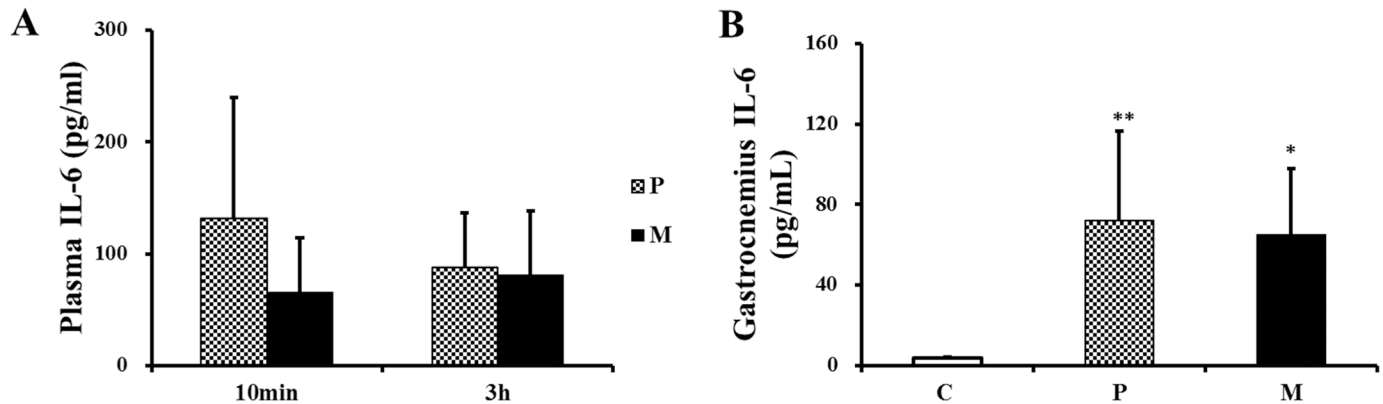 A
Plasma IL-6 (pg/ml)
300
200
100
0
10min
3h
P
M
B
Gastrocnemius IL-6
(pg/mL)
160
120
80
40
0
**
*
C
P
M